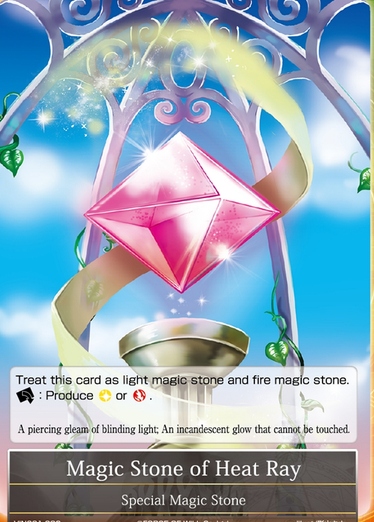 Treat this card as light magic stone and fire magic stone.
: Produce or .
A piercing gleam of blinding light; An incandescent glow that cannot be touched.
Magic Stone of Heat Ray
Special Magic Stone